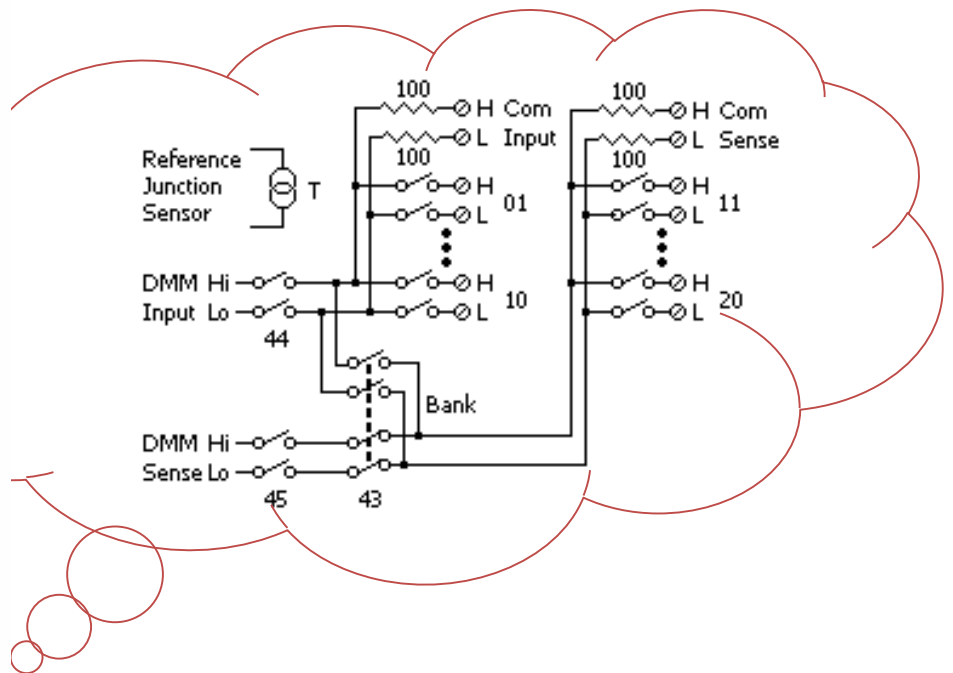 100
H Com
L Input
100
H
01
L
H
10
L
100
H Com
L Sense
100
H
11
L
H
20
L
Reference
Junction
Sensor
T
DMM Hi
Input Lo
44
Bank
DMM Hi
Sense Lo
45
43